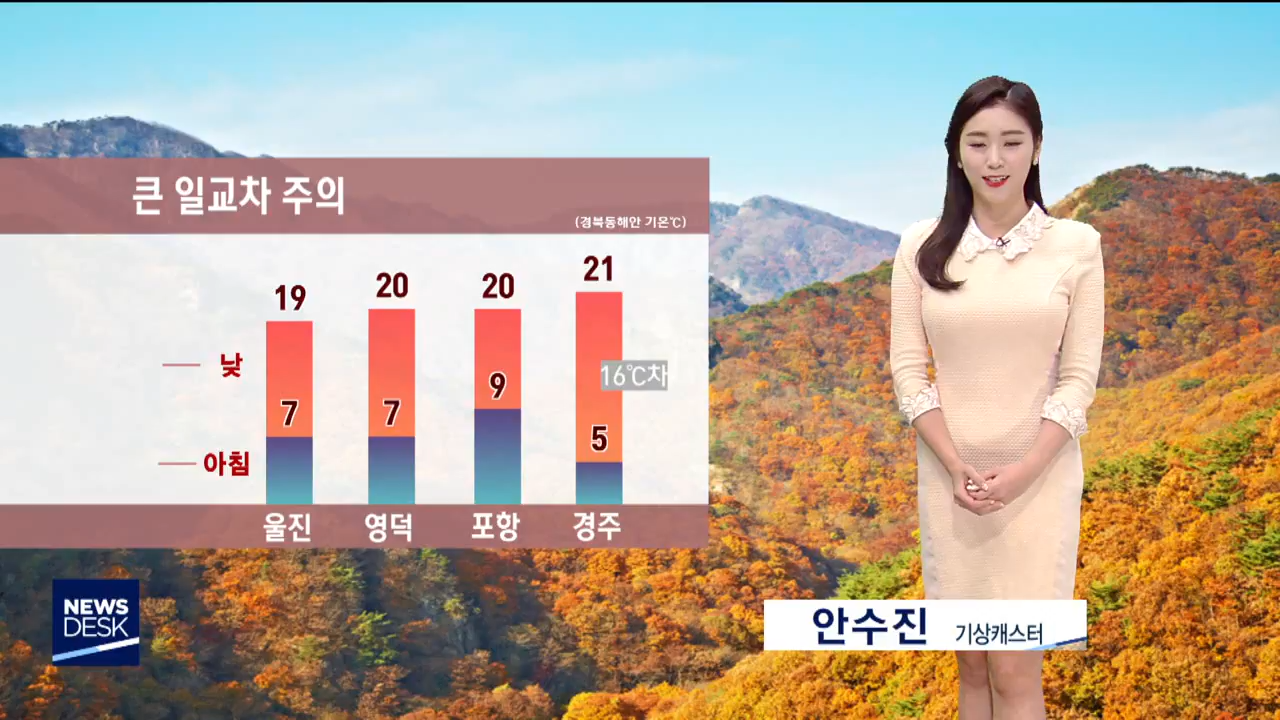 큰 일교차 주의
(경북동해안 기온℃)
19
20
20
21
낮
16℃차
7
7
9
5
아침
울진
영덕
포항
경주
NEWS
DESK
안수진 기상캐스터